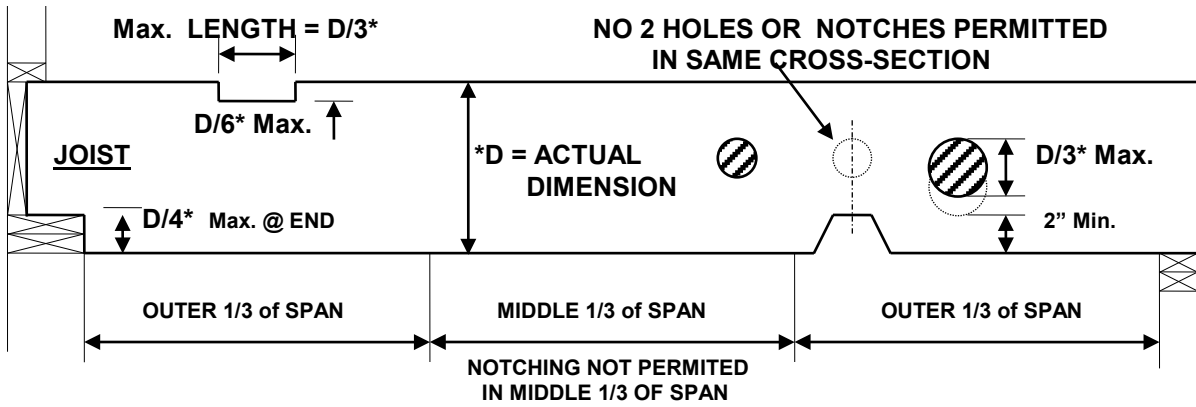 Max. LENGTH = D/3*
NO 2 HOLES OR NOTCHES PERMITTED
IN SAME CROSS-SECTION
D/6* Max.
JOIST
*D = ACTUAL
DIMENSION
D/3* Max.
D/4* Max. @ END
2” Min.
OUTER 1/3 of SPAN
MIDDLE 1/3 of SPAN
OUTER 1/3 of SPAN
NOTCHING NOT PERMITED
IN MIDDLE 1/3 OF SPAN